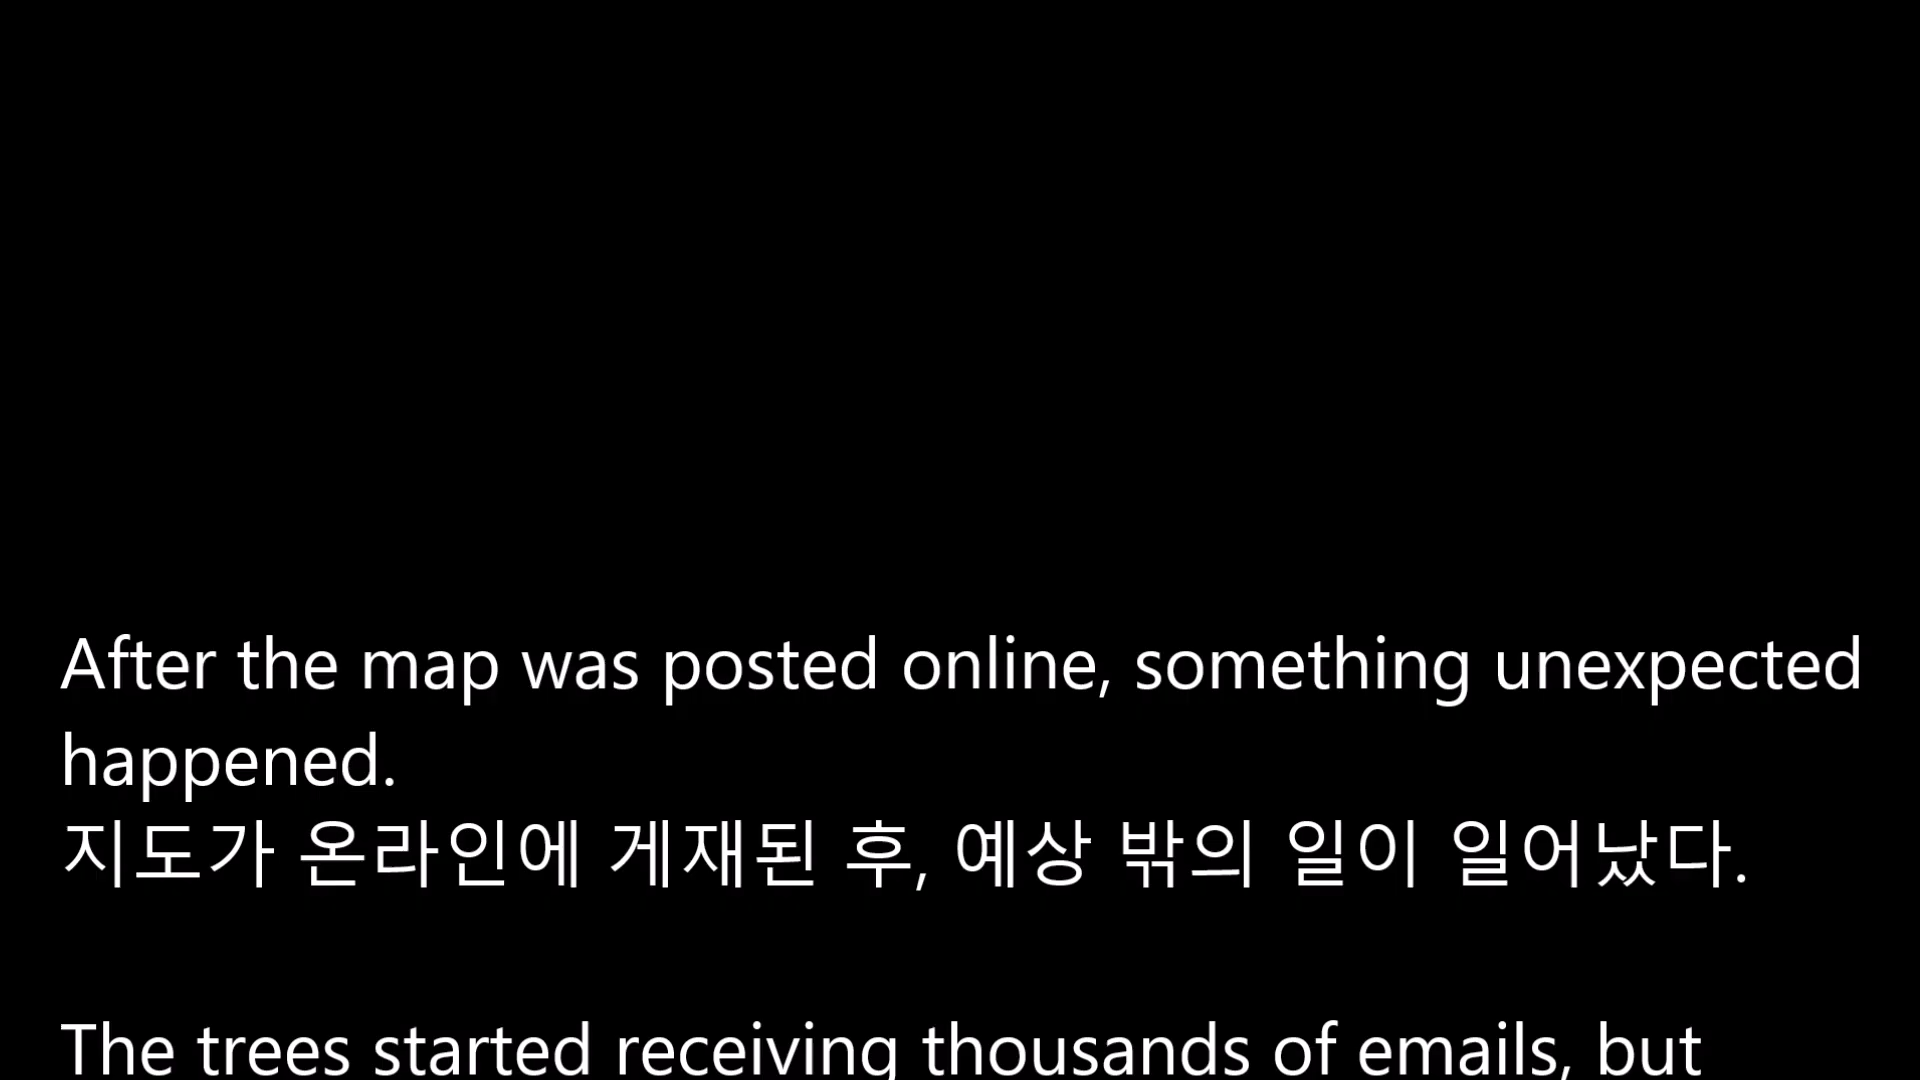 After the map was posted online, something unexpected
happened.
지도가 온라인에 게재된 후, 예상 밖의 일이 일어났다.
The trees started receiving thousands of emails, but